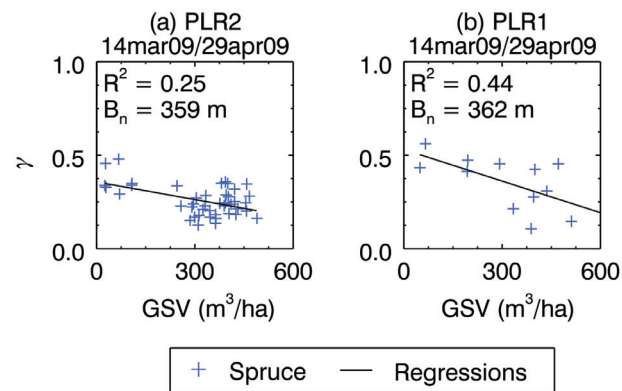 (a) PLR2
14mar09/29apr09
(b) PLR1
14mar09/29apr09
1.0
0.5
0.0
γ
R² = 0.25
Bₙ = 359 m
0 300 600
GSV (m³/ha)
1.0
0.5
0.0
R² = 0.44
Bₙ = 362 m
0 300 600
GSV (m³/ha)
+ Spruce — Regressions